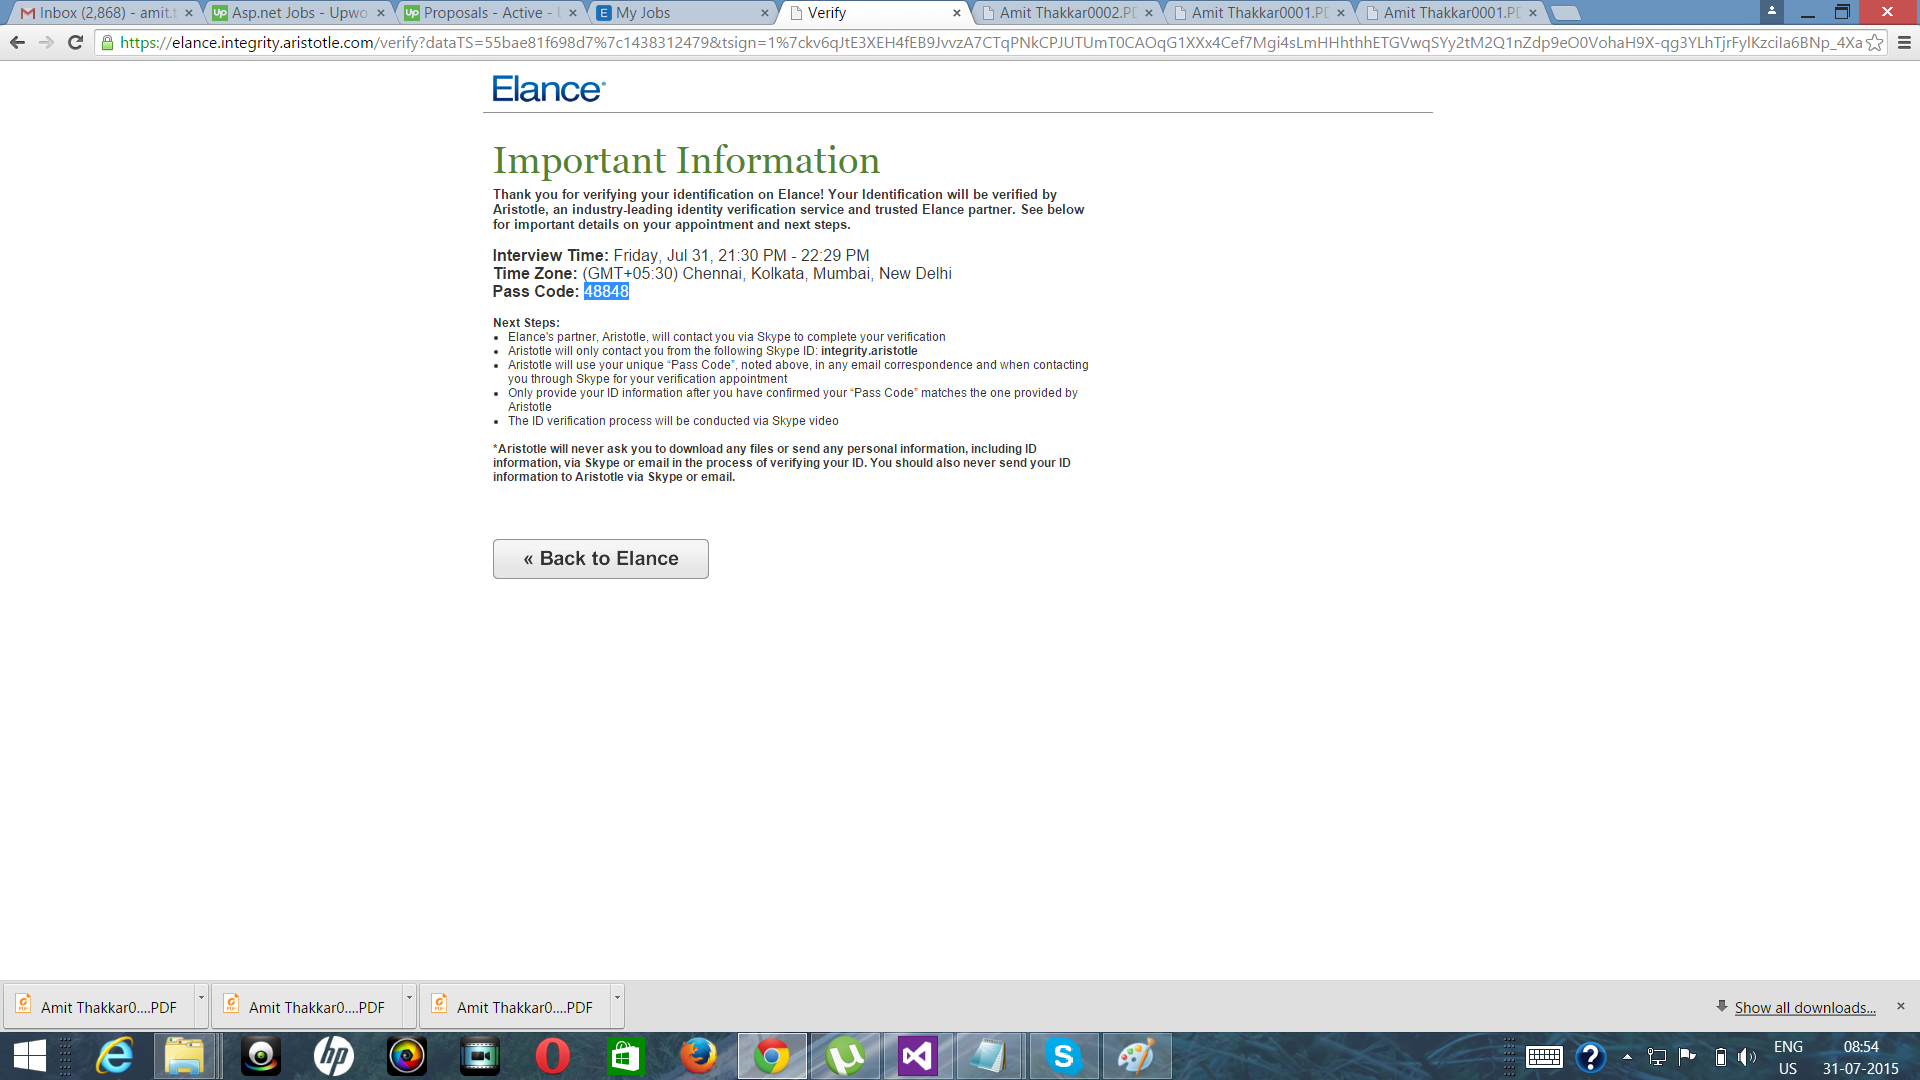 Inbox (2,868) - amit.t
Asp.net Jobs - Upwo
Proposals - Active - U
My Jobs
Verify
Amit Thakkar0002.PD
Amit Thakkar0001.PD
Amit Thakkar0001.PD
https://elance.integrity.aristotle.com/verify?dataTS=55bae81f698d7%7c1438312479&tsign=1%7ckv6qJtE3XEH4fEB9JvvzA7CTqPNkCPJUTUmT0CAOqG1XXx4Cef7Mgi4sLmHHhthhETGVwqSYy2tM2Q1nZdp9eO0VohaH9X-qg3YLhTjrFylKzciIa6BNp_4Xa
Elance
Important Information
Thank you for verifying your identification on Elance! Your Identification will be verified by
Aristotle, an industry-leading identity verification service and trusted Elance partner. See below
for important details on your appointment and next steps.
Interview Time: Friday, Jul 31, 21:30 PM - 22:29 PM
Time Zone: (GMT+05:30) Chennai, Kolkata, Mumbai, New Delhi
Pass Code: 48848
Next Steps:
• Elance's partner, Aristotle, will contact you via Skype to complete your verification
• Aristotle will only contact you from the following Skype ID: integrity.aristotle
• Aristotle will use your unique “Pass Code”, noted above, in any email correspondence and when contacting
you through Skype for your verification appointment
• Only provide your ID information after you have confirmed your “Pass Code” matches the one provided by
Aristotle
• The ID verification process will be conducted via Skype video
*Aristotle will never ask you to download any files or send any personal information, including ID
information, via Skype or email in the process of verifying your ID. You should also never send your ID
information to Aristotle via Skype or email.
« Back to Elance
Amit Thakkar0....PDF
Amit Thakkar0....PDF
Amit Thakkar0....PDF
Show all downloads...
ENG
US
08:54
31-07-2015